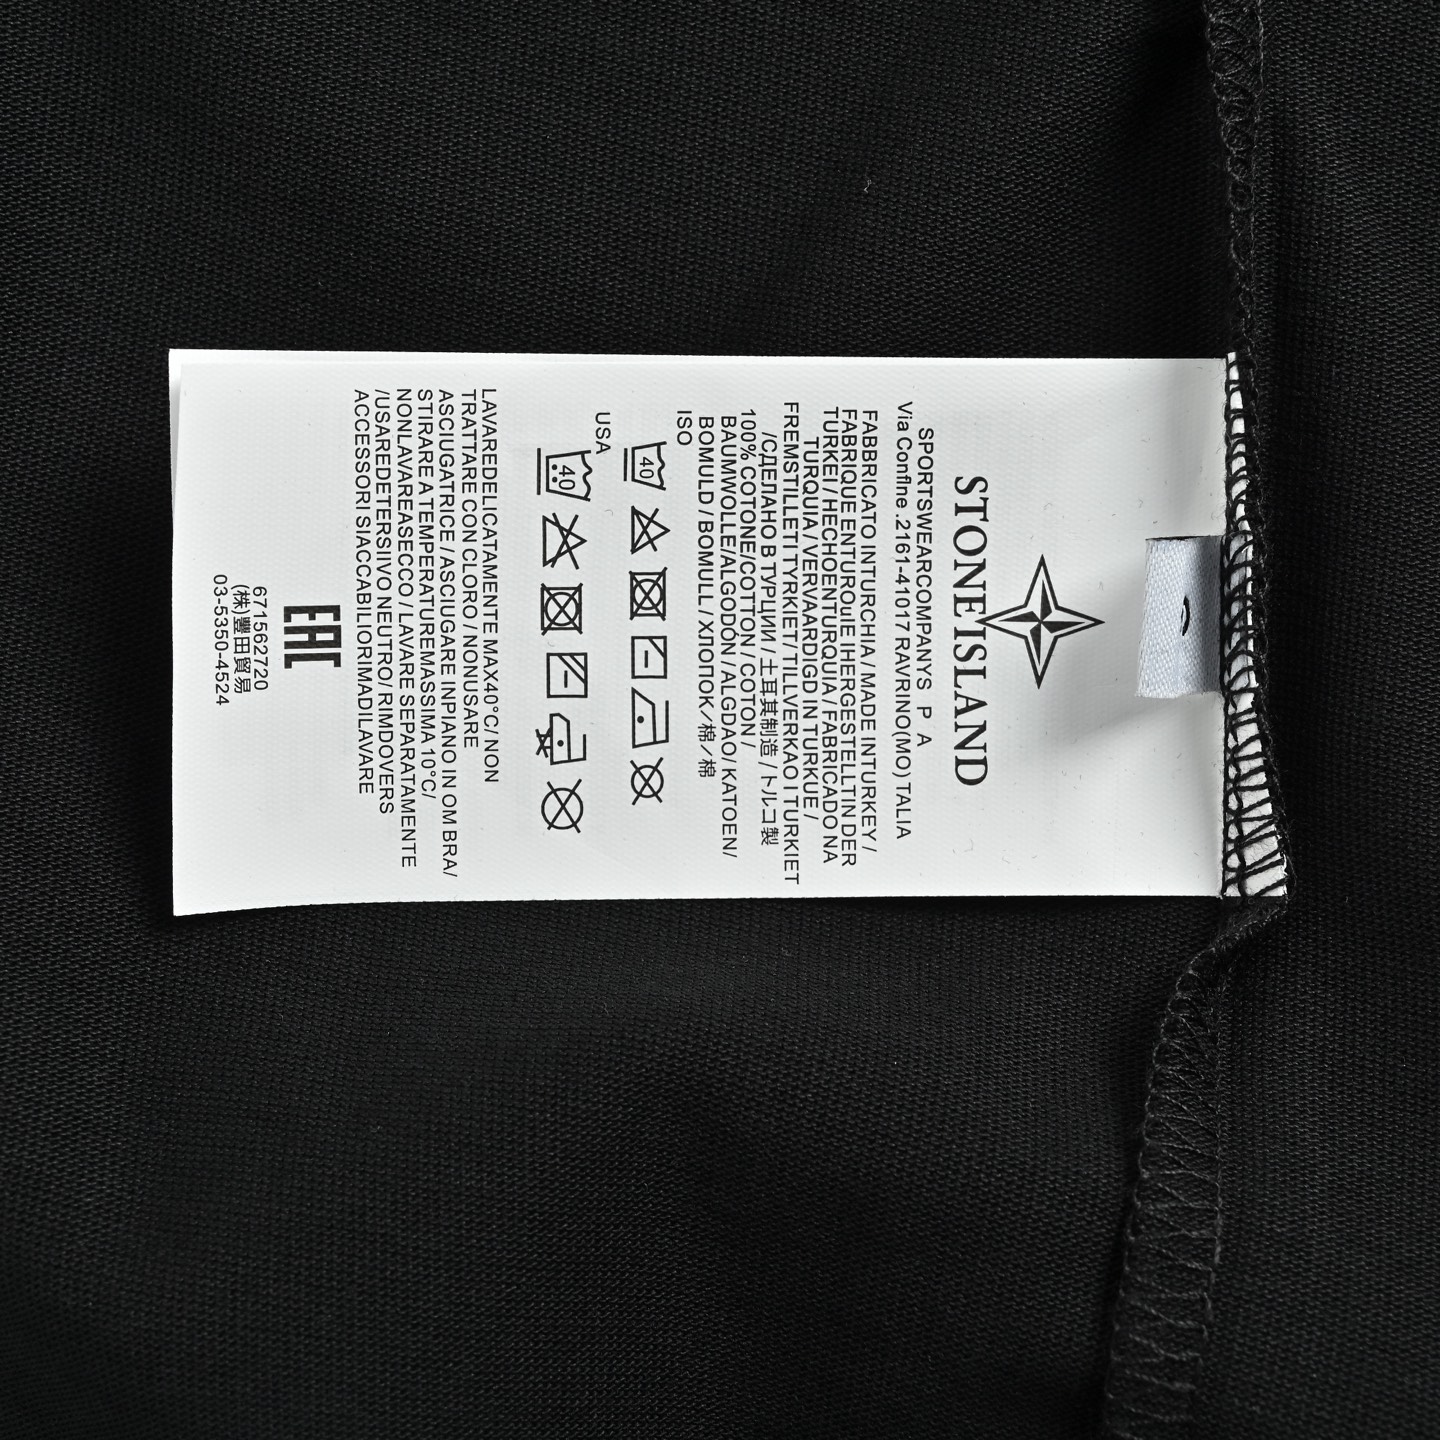 STONE ISLAND
SPORTSWEARCOMPANYS P A
Via Confine .2161-41017 RAVRINO(MO) TALIA
FABBRICATO INTURCHIA / MADE INTURKEY /
FABRIQUE ENTUROuIE IHERGESTELLTIN DER
TURKEI / HECHOENTURQUIA / FABRICADO NA
TURQUIA / VERVAARDIGD IN TURKUE /
FREMSTILLETI TYRKIET / TILLVERKAO I TURKIET
/СДЕЛАНО В ТУРЦИИ / 土耳其制造 / トルコ製
100% COTONE/COTTON / COTON /
BAUMWOLLE/ALGODÓN / ALGDAO / KATOEN/
BOMULD / BOMULL / ХЛОПОК / 棉 / 棉
ISO
40
USA
40
LAVAREDELICATAMENTE MAX40°C/ NON
TRATTARE CON CLORO / NONUSARE
ASCIUGATRICE / ASCIUGARE INPIANO IN OM BRA/
STIRARE A TEMPERATUREMASSIMA 10°C/
NONLAVAREASECCO / LAVARE SEPARATAMENTE
/USAREDETERSIIVO NEUTRO/ RIMDOVERS
ACCESSORI SIACCABILIORIMADILAVARE
EAC
671562720
(株)豐田貿易
03-5350-4524